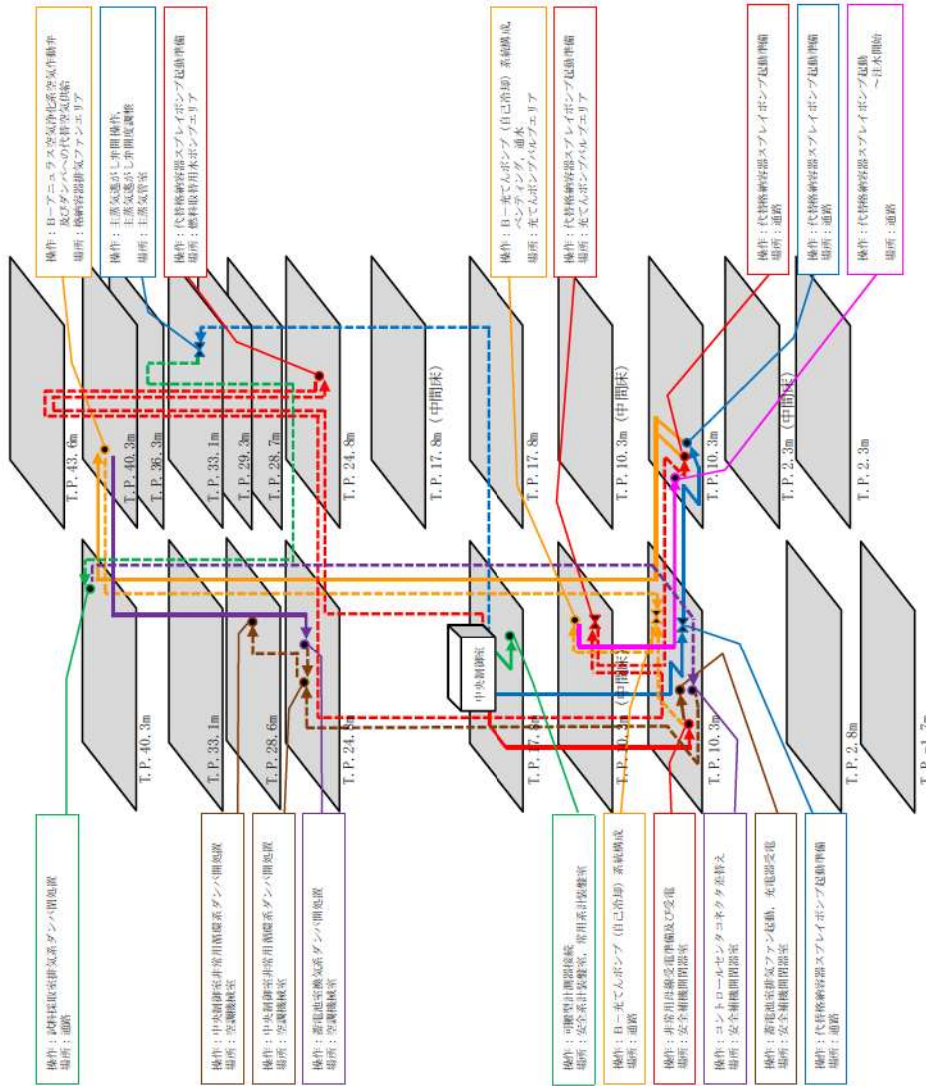 操作：試料採取室排気系ダンパ閉処置
場所：通路
操作：中央制御室非常用循環系ダンパ開処置
場所：空調機械室
操作：中央制御室非常用循環系ダンパ開処置
場所：空調機械室
操作：蓄電池室換気系ダンパ開処置
場所：空調機械室
操作：可搬型計測器接続
場所：安全系計装盤室，常用系計装盤室
操作：B－充てんポンプ（自己冷却）系統構成
場所：通路
操作：非常用母線受電準備及び受電
場所：安全補機開閉器室
操作：コントロールセンタコネクタ差替え
場所：安全補機開閉器室
操作：蓄電池室排気ファン起動，充電器受電
場所：安全補機開閉器室
操作：代替格納容器スプレイポンプ起動準備
場所：通路
T.P.40.3m
T.P.33.1m
T.P.28.6m
T.P.24.8m
中央制御室
T.P.17.8m
T.P.10.3m（中間床）
T.P.10.3m
T.P.2.8m
T.P.-1.7m
T.P.43.6m
T.P.40.3m
T.P.36.3m
T.P.33.1m
T.P.29.3m
T.P.28.7m
T.P.24.8m
T.P.17.8m（中間床）
T.P.17.8m
T.P.10.3m（中間床）
T.P.10.3m
T.P.2.3m（中間床）
T.P.2.3m
操作：B－アニュラス空気浄化系空気作動弁
及びダンパへの代替空気供給
場所：格納容器排気ファンエリア
操作：主蒸気逃がし弁開操作，
主蒸気逃がし弁開度調整
場所：主蒸気管室
操作：代替格納容器スプレイポンプ起動準備
場所：燃料取替用水ポンプエリア
操作：B－充てんポンプ（自己冷却）系統構成，
ベンティング，通水
場所：充てんポンプバルブエリア
操作：代替格納容器スプレイポンプ起動準備
場所：充てんポンプバルブエリア
操作：代替格納容器スプレイポンプ起動準備
場所：通路
操作：代替格納容器スプレイポンプ起動準備
場所：通路
操作：代替格納容器スプレイポンプ起動
～注水開始
場所：通路